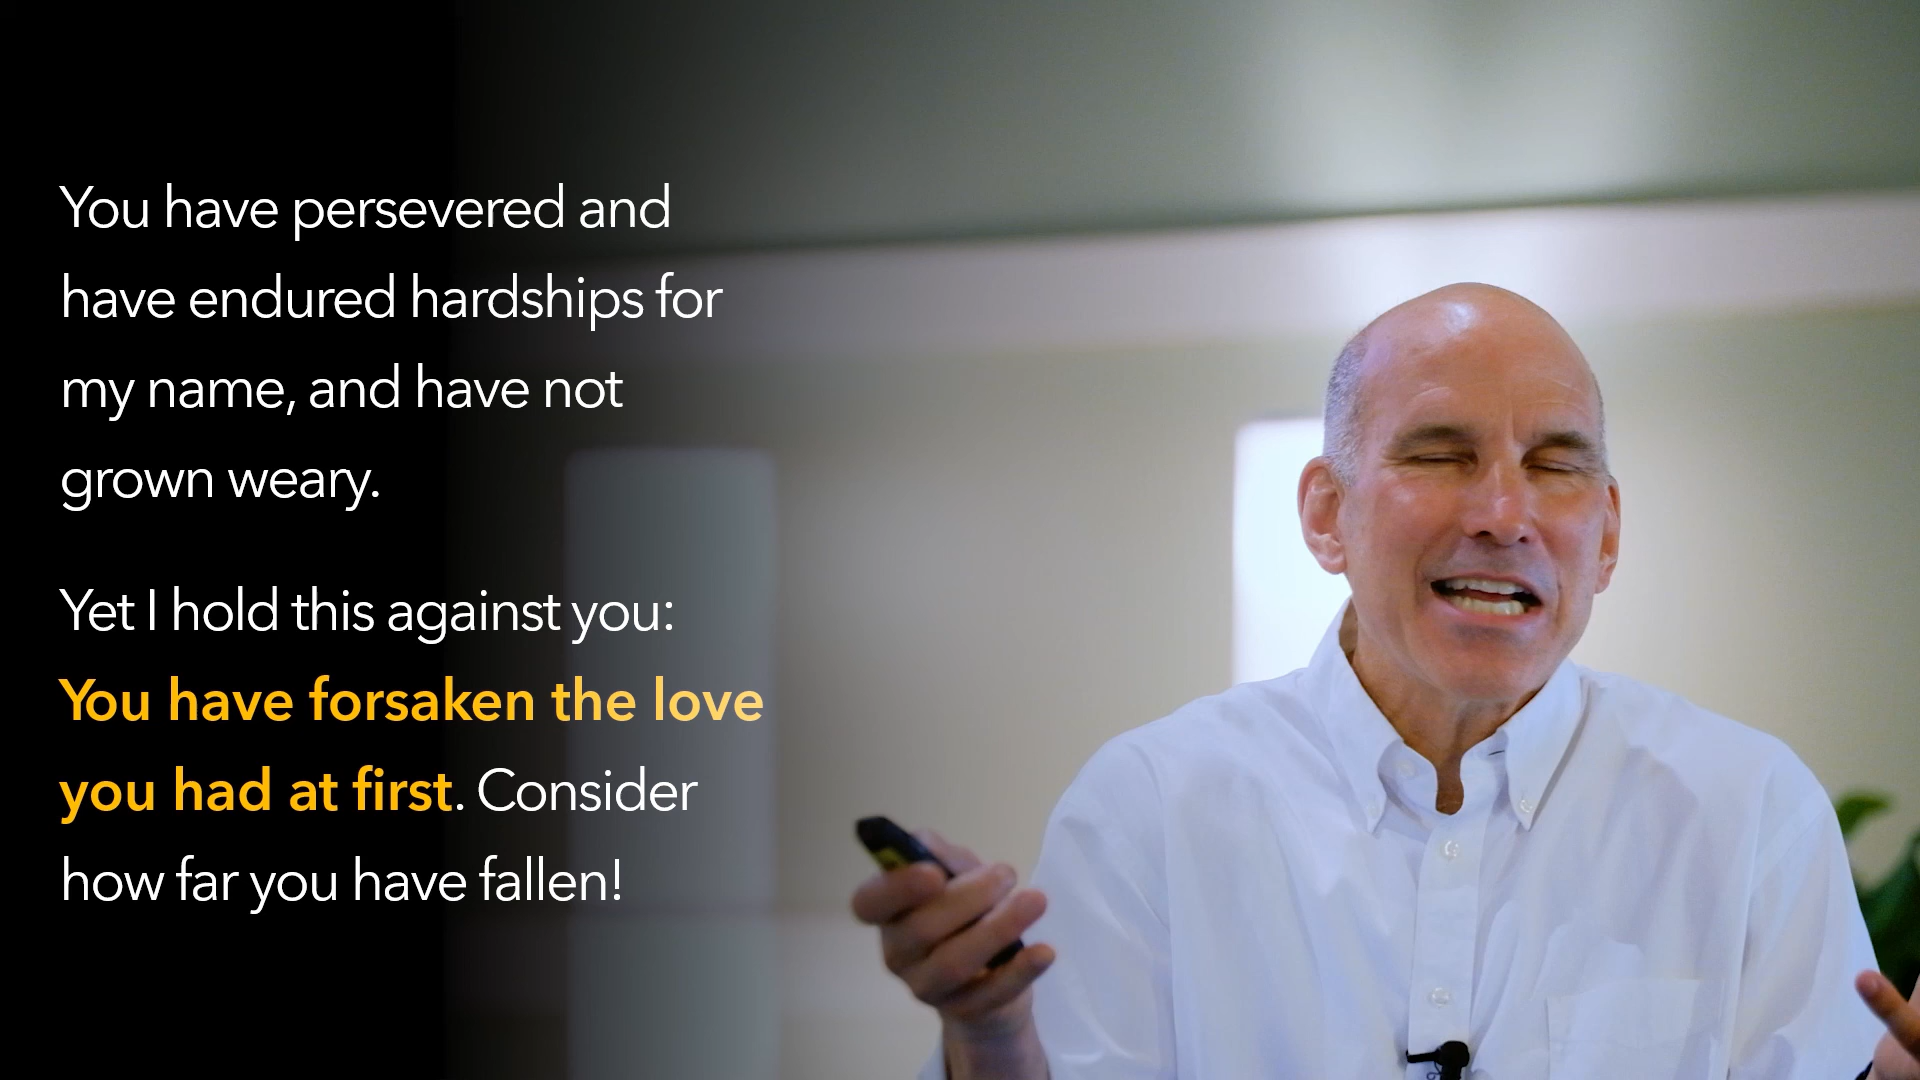 You have persevered and
have endured hardships for
my name, and have not
grown weary.
Yet I hold this against you:
You have forsaken the love
you had at first. Consider
how far you have fallen!